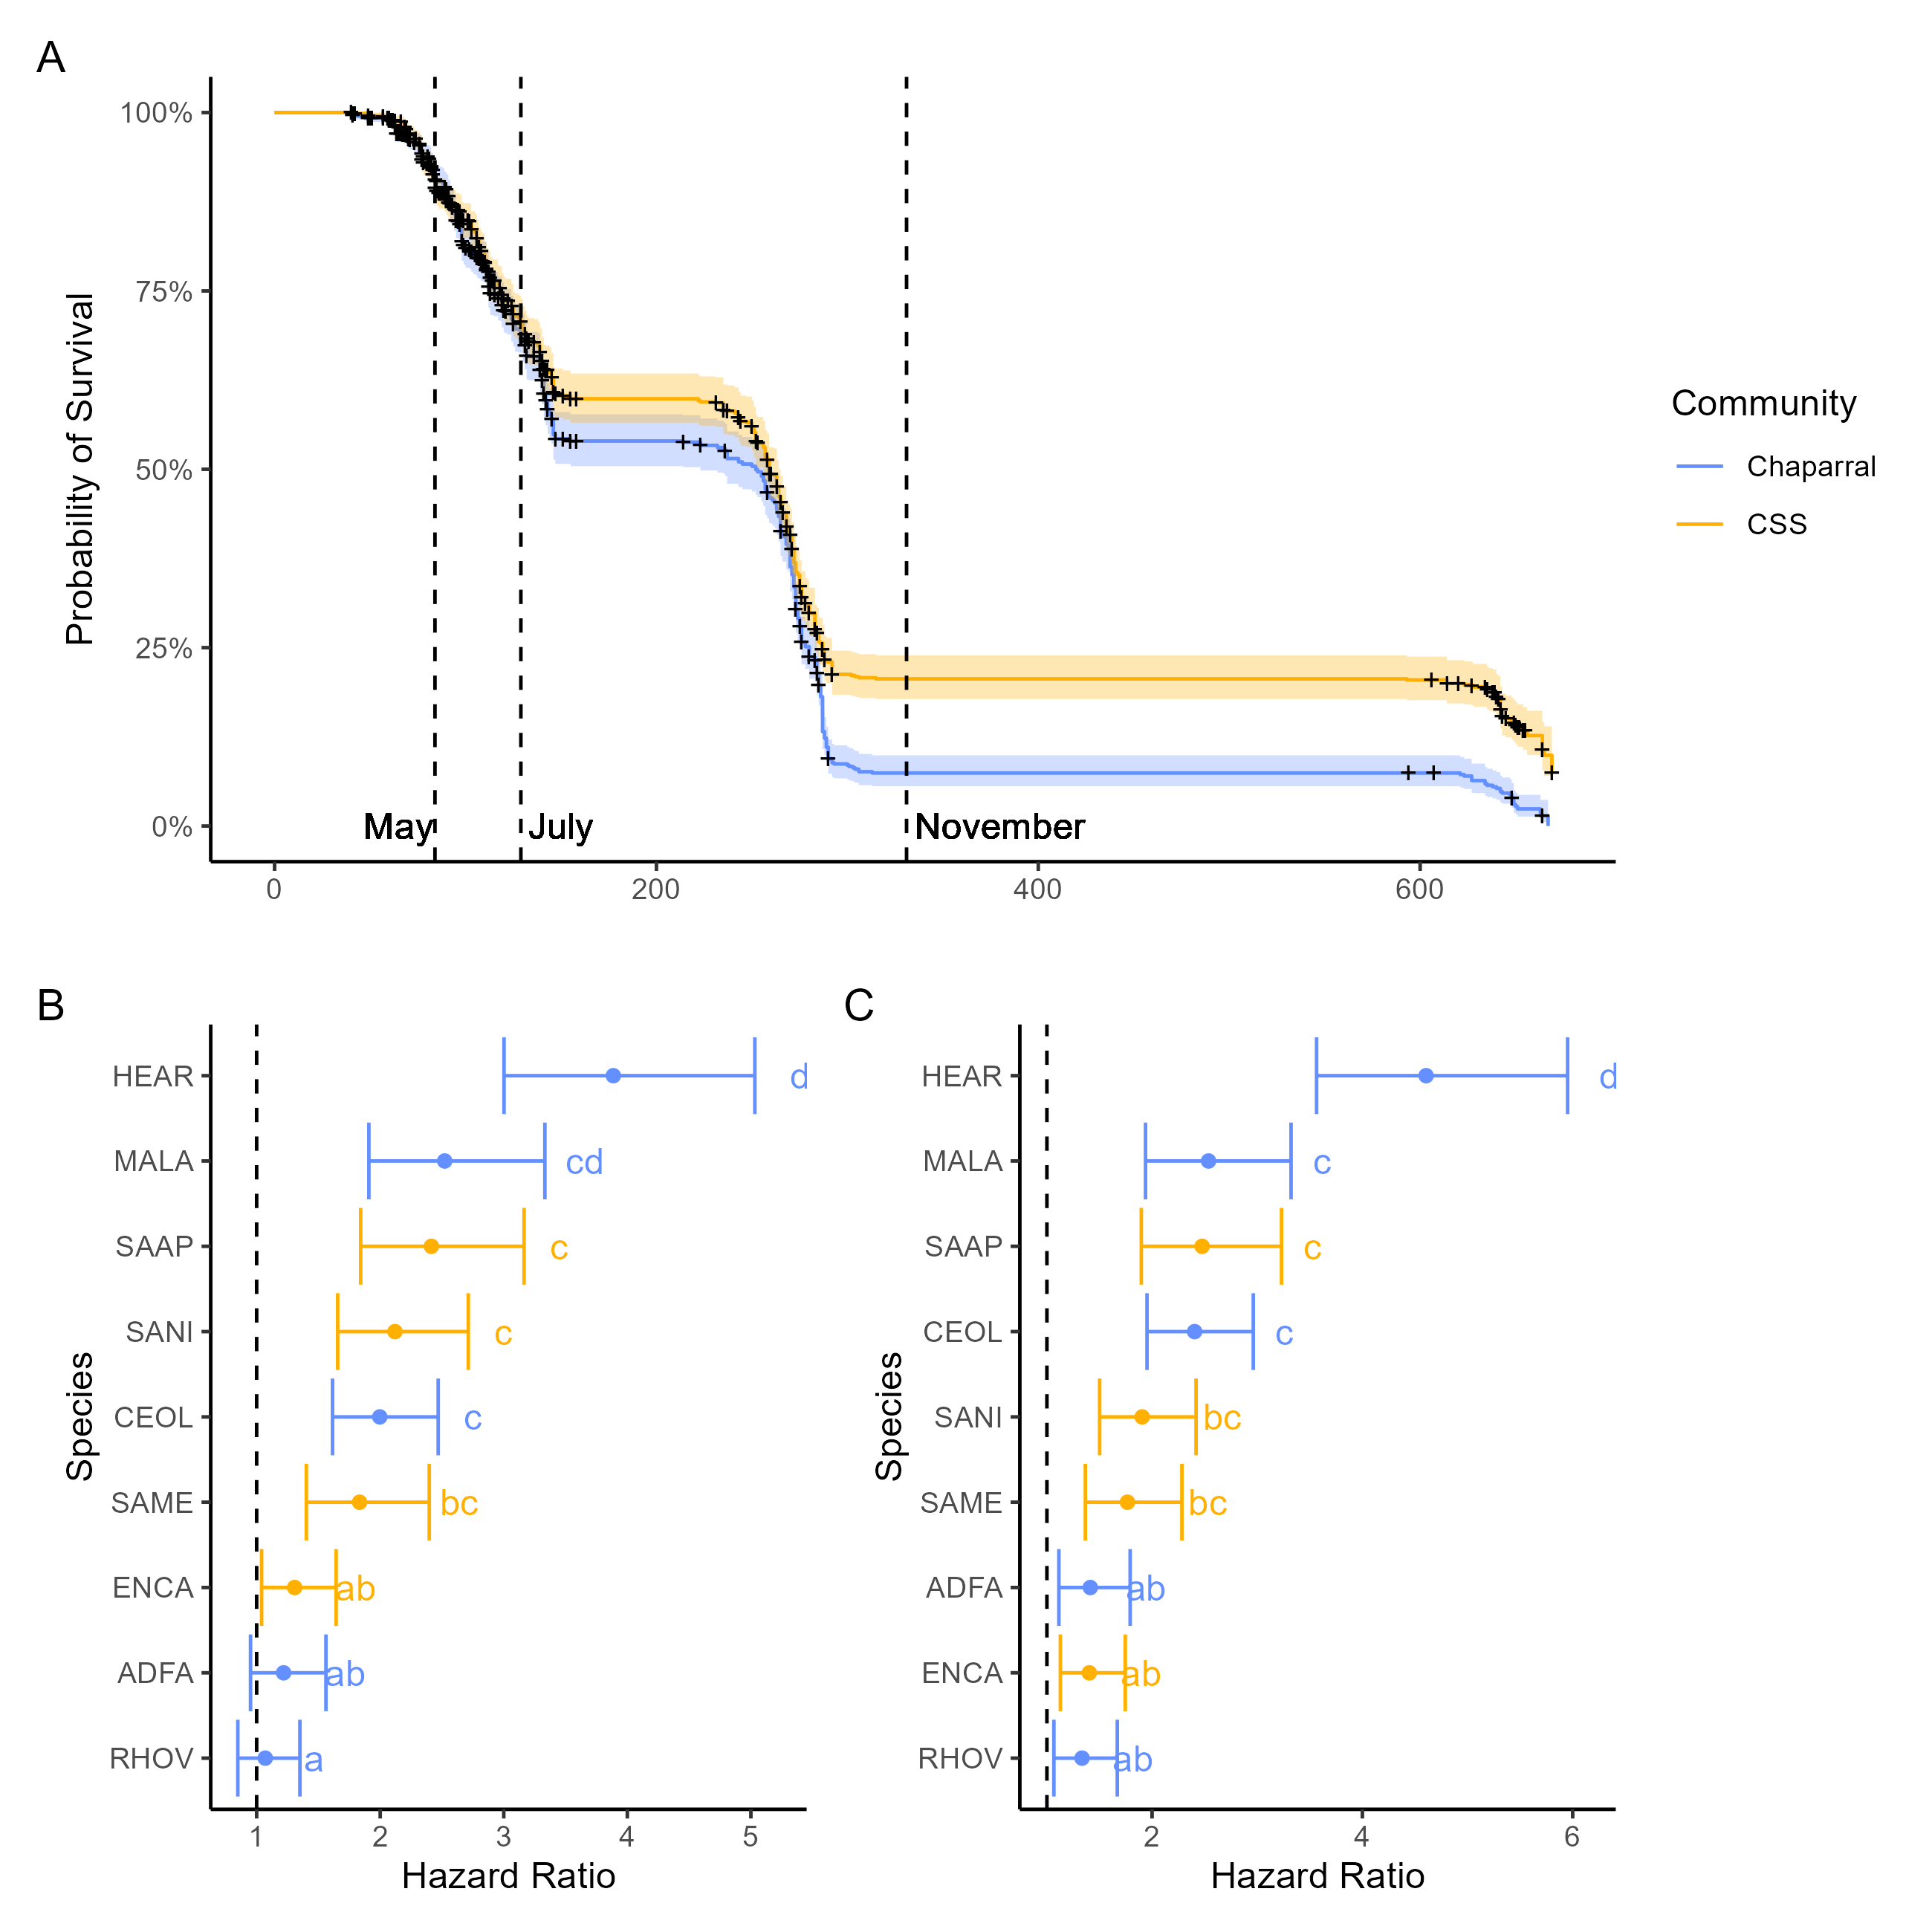 A
Probability of Survival
100%
75%
50%
25%
0%
May
July
November
0
200
400
600
Community
Chaparral
CSS
B
Species
HEAR
d
MALA
cd
SAAP
c
SANI
c
CEOL
c
SAME
bc
ENCA
ab
ADFA
ab
RHOV
a
1
2
3
4
5
Hazard Ratio
C
Species
HEAR
d
MALA
c
SAAP
c
CEOL
c
SANI
bc
SAME
bc
ADFA
ab
ENCA
ab
RHOV
ab
2
4
6
Hazard Ratio